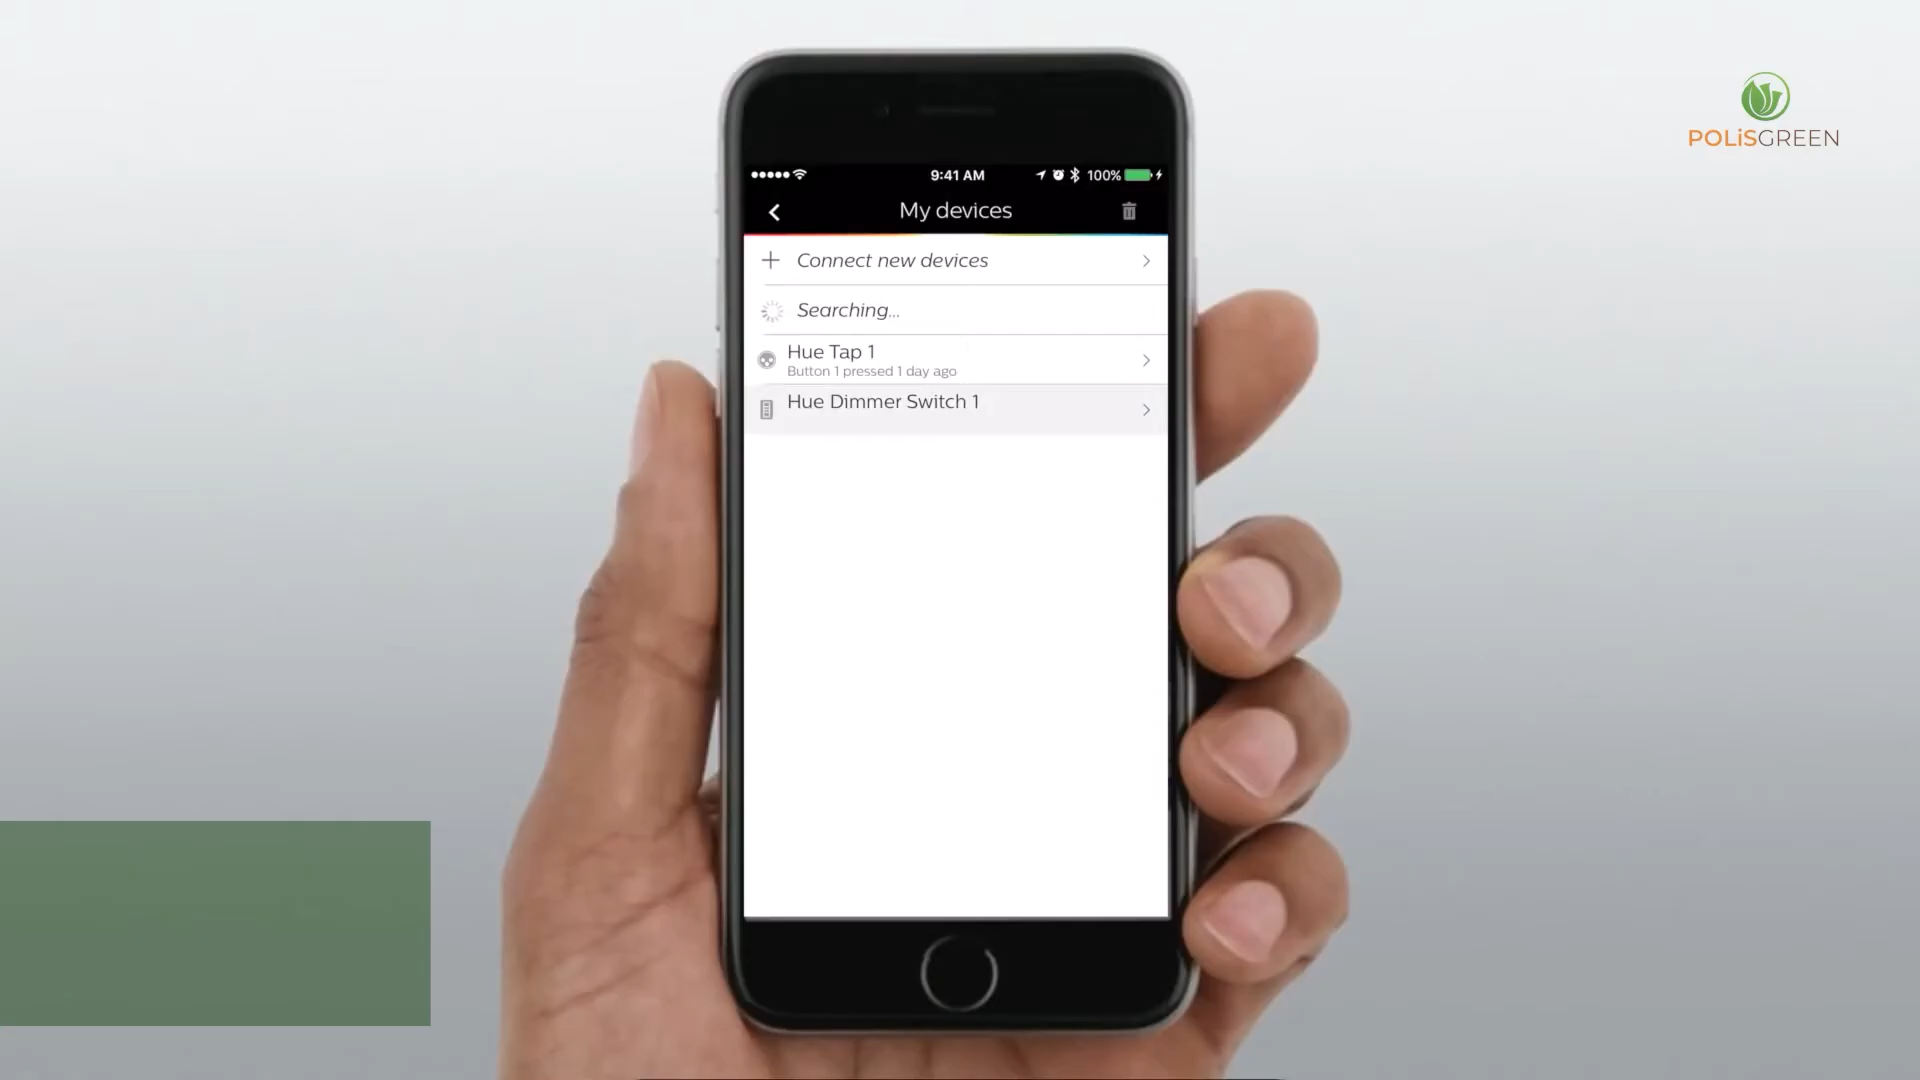 POLiSGREEN
9:41 AM
100%
My devices
Connect new devices
Searching...
Hue Tap 1
Button 1 pressed 1 day ago
Hue Dimmer Switch 1